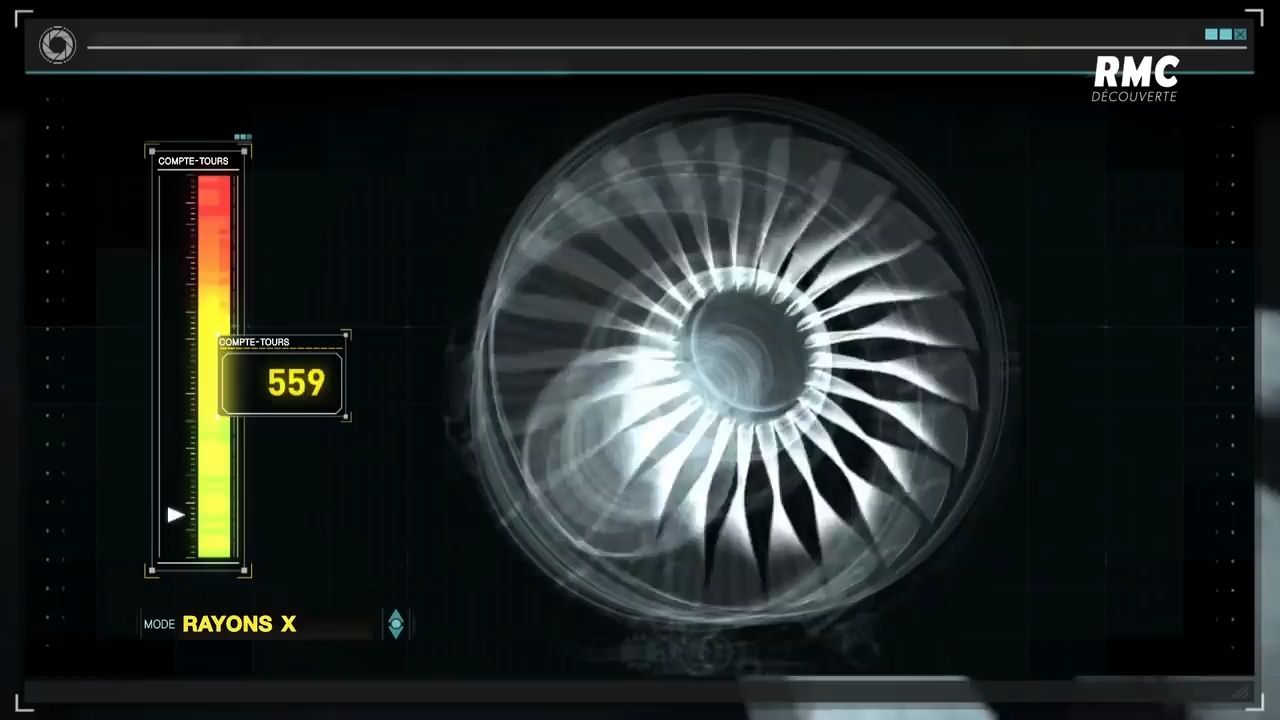 RMC
DÉCOUVERTE
COMPTE-TOURS
COMPTE-TOURS
559
MODE RAYONS X